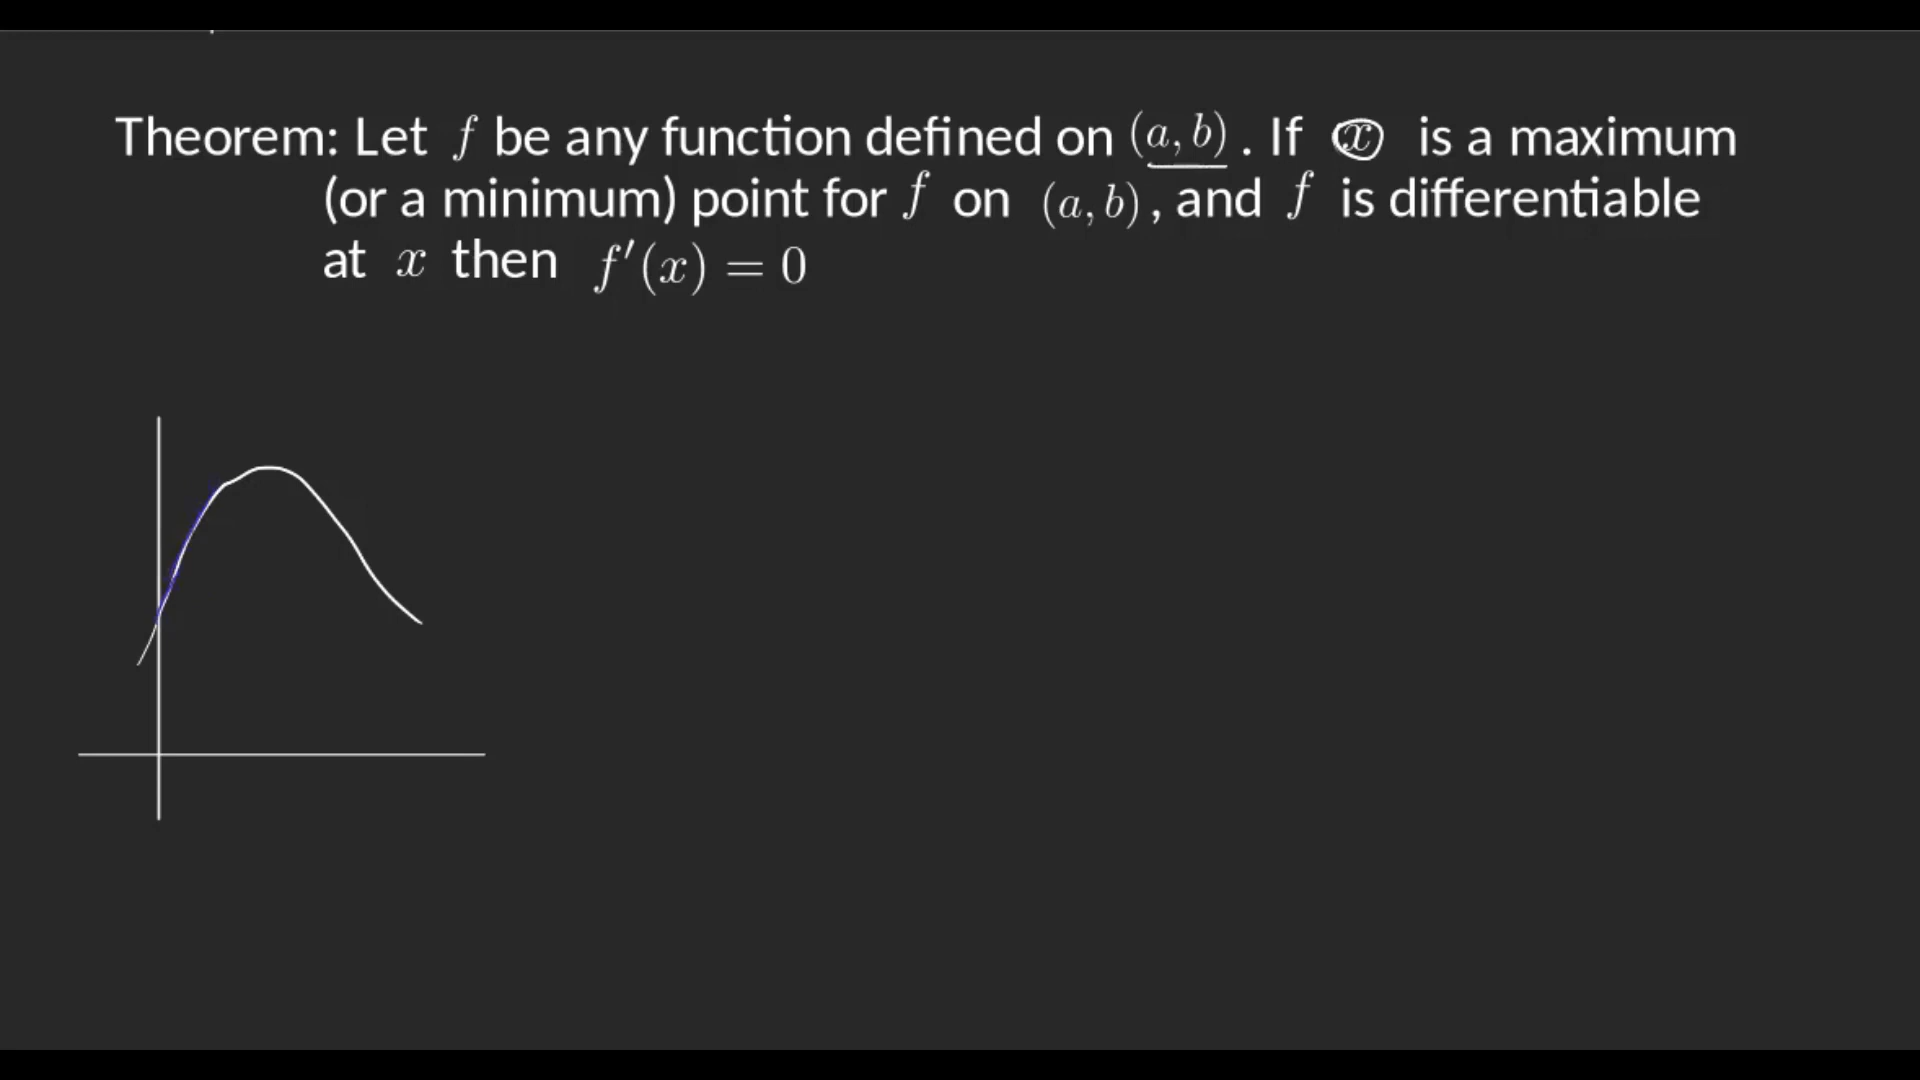 Theorem: Let f be any function defined on (a, b). If x is a maximum
(or a minimum) point for f on (a, b), and f is differentiable
at x then f′(x) = 0